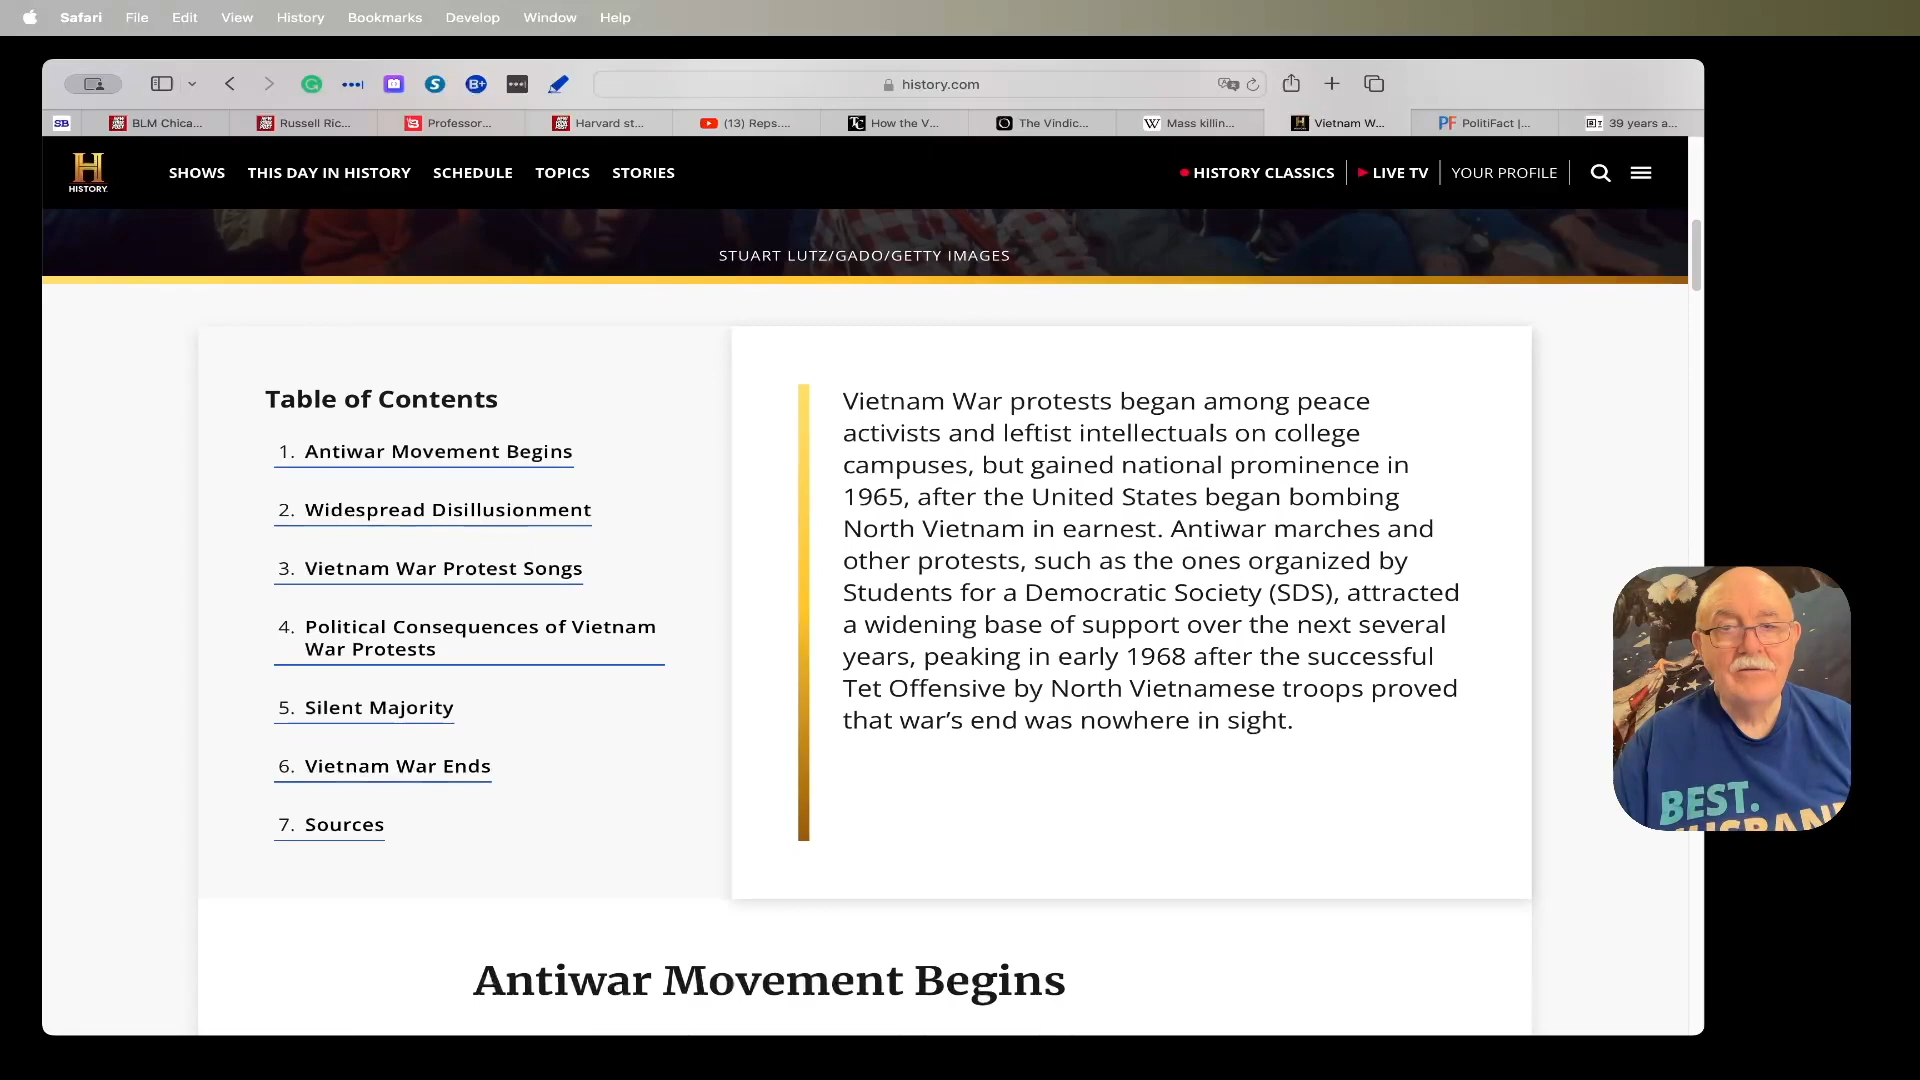 Safari File Edit View History Bookmarks Develop Window Help
history.com
SB BLM Chica... Russell Ric... Professor... Harvard st... (13) Reps.... How the V... The Vindic... Mass killin... Vietnam W... PolitiFact |... 39 years a...
H HISTORY. SHOWS THIS DAY IN HISTORY SCHEDULE TOPICS STORIES HISTORY CLASSICS LIVE TV YOUR PROFILE
STUART LUTZ/GADO/GETTY IMAGES
Table of Contents
1. Antiwar Movement Begins
2. Widespread Disillusionment
3. Vietnam War Protest Songs
4. Political Consequences of Vietnam
War Protests
5. Silent Majority
6. Vietnam War Ends
7. Sources
Vietnam War protests began among peace
activists and leftist intellectuals on college
campuses, but gained national prominence in
1965, after the United States began bombing
North Vietnam in earnest. Antiwar marches and
other protests, such as the ones organized by
Students for a Democratic Society (SDS), attracted
a widening base of support over the next several
years, peaking in early 1968 after the successful
Tet Offensive by North Vietnamese troops proved
that war’s end was nowhere in sight.
Antiwar Movement Begins
BEST.